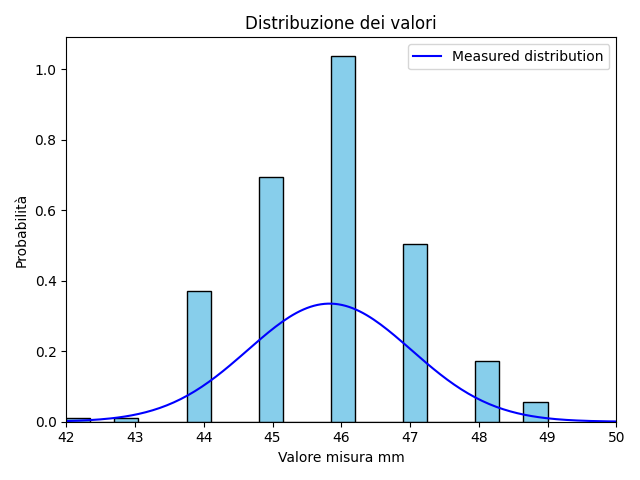 Distribuzione dei valori
Measured distribution
1.0
0.8
0.6
0.4
0.2
0.0
Probabilità
42 43 44 45 46 47 48 49 50
Valore misura mm